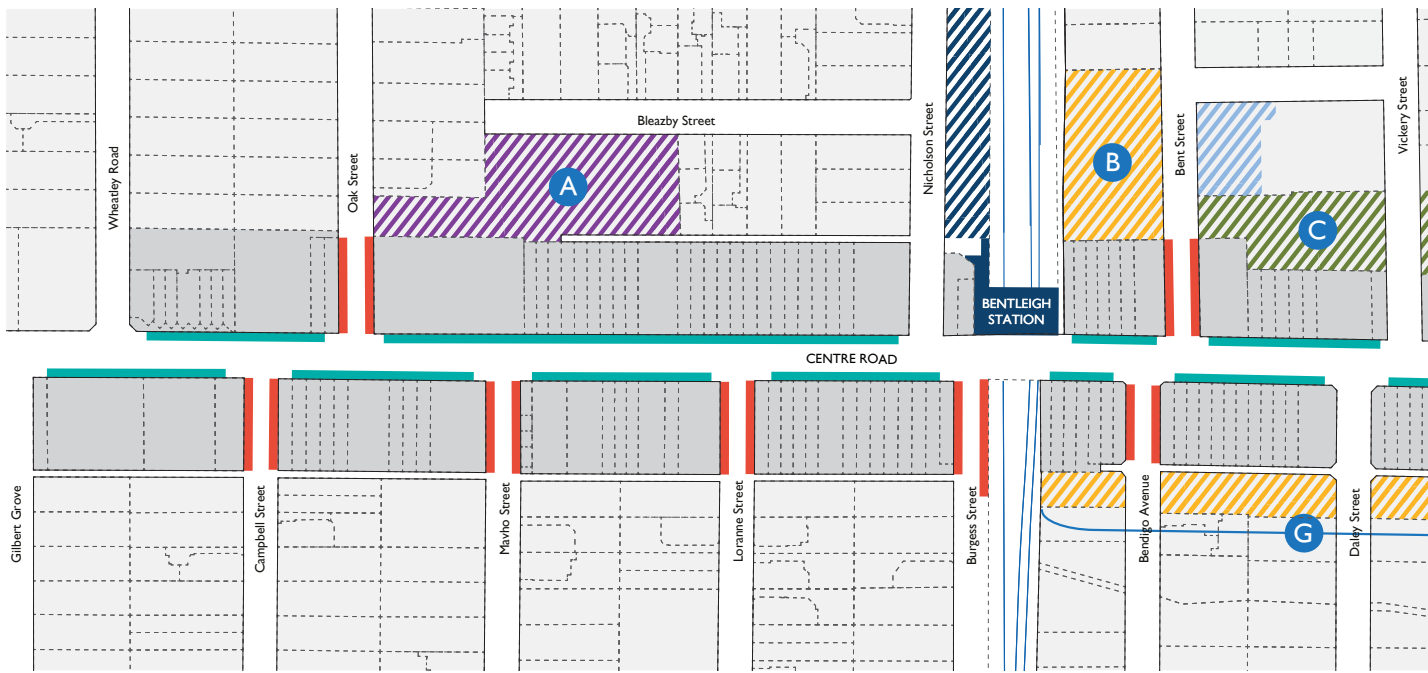 Bleazby Street
Wheatley Road
Oak Street
A
Nicholson Street
B
Bent Street
Vickery Street
C
BENTLEIGH
STATION
CENTRE ROAD
Gilbert Grove
Campbell Street
Mavho Street
Loranne Street
Burgess Street
Bendigo Avenue
G
Daley Street